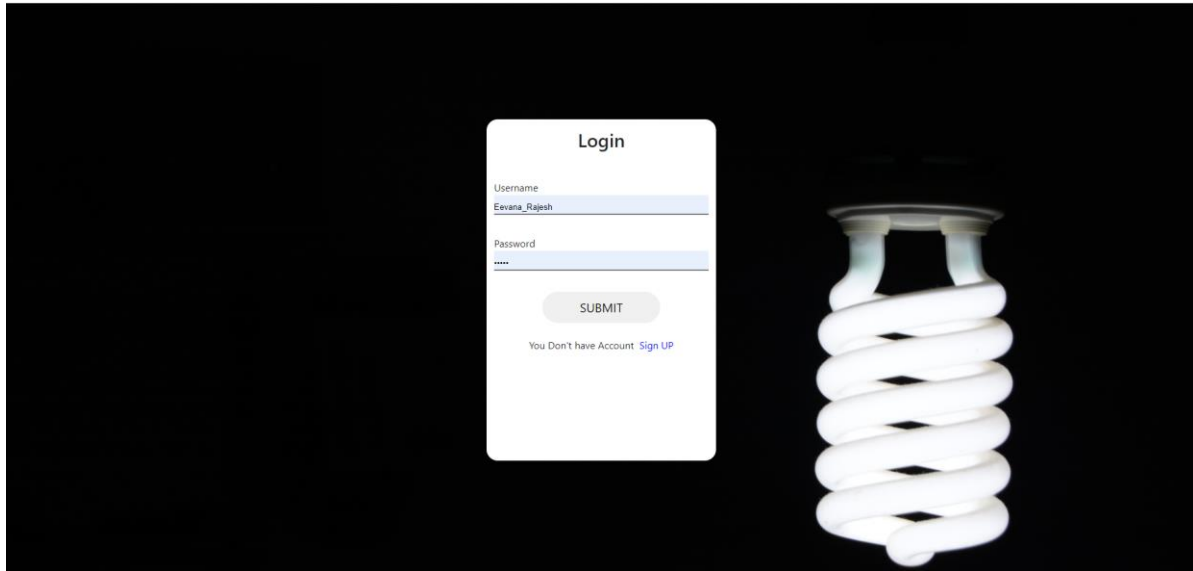 Login
Username
Eevana_Rajesh
Password
•••••
SUBMIT
You Don't have Account Sign UP